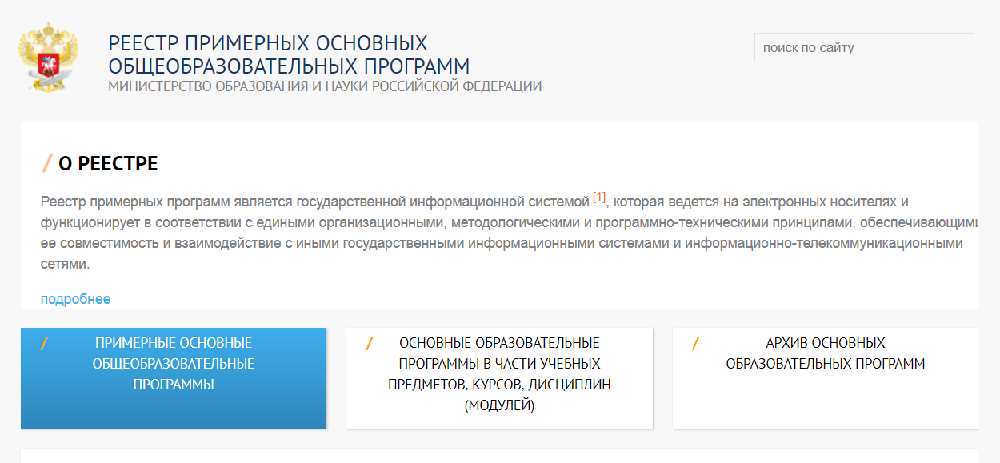 РЕЕСТР ПРИМЕРНЫХ ОСНОВНЫХ
ОБЩЕОБРАЗОВАТЕЛЬНЫХ ПРОГРАММ
МИНИСТЕРСТВО ОБРАЗОВАНИЯ И НАУКИ РОССИЙСКОЙ ФЕДЕРАЦИИ
поиск по сайту
/ О РЕЕСТРЕ
Реестр примерных программ является государственной информационной системой [1], которая ведется на электронных носителях и
функционирует в соответствии с едиными организационными, методологическими и программно-техническими принципами, обеспечивающими
ее совместимость и взаимодействие с иными государственными информационными системами и информационно-телекоммуникационными
сетями.
подробнее
/ ПРИМЕРНЫЕ ОСНОВНЫЕ
ОБЩЕОБРАЗОВАТЕЛЬНЫЕ
ПРОГРАММЫ
/ ОСНОВНЫЕ ОБРАЗОВАТЕЛЬНЫЕ
ПРОГРАММЫ В ЧАСТИ УЧЕБНЫХ
ПРЕДМЕТОВ, КУРСОВ, ДИСЦИПЛИН
(МОДУЛЕЙ)
/ АРХИВ ОСНОВНЫХ
ОБРАЗОВАТЕЛЬНЫХ ПРОГРАММ